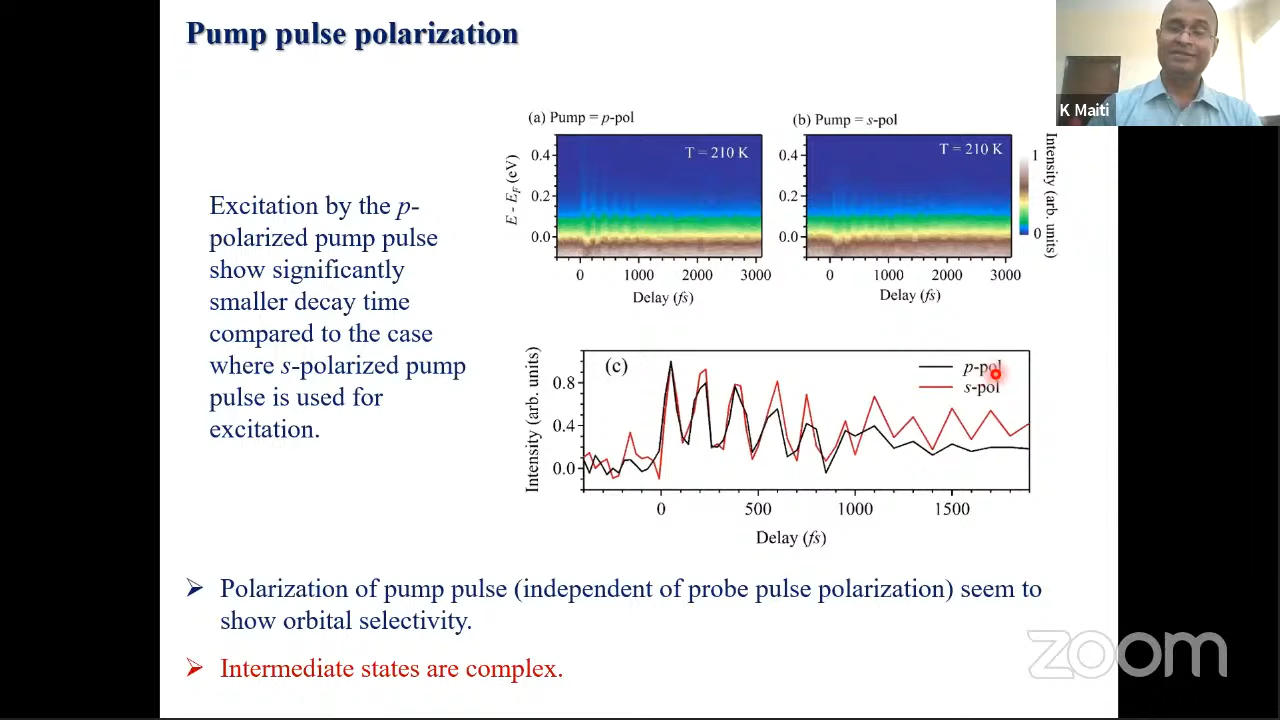 Pump pulse polarization
K Maiti
Excitation by the p-
polarized pump pulse
show significantly
smaller decay time
compared to the case
where s-polarized pump
pulse is used for
excitation.
(a) Pump = p-pol
T = 210 K
E - E_F (eV)
0.4
0.2
0.0
0 1000 2000 3000
Delay (fs)
(b) Pump = s-pol
T = 210 K
0.4
0.2
0.0
0 1000 2000 3000
Delay (fs)
1
0
Intensity (arb. units)
(c)
p-pol
s-pol
Intensity (arb. units)
0.8
0.4
0.0
0 500 1000 1500
Delay (fs)
➢ Polarization of pump pulse (independent of probe pulse polarization) seem to
show orbital selectivity.
➢ Intermediate states are complex.
zoom